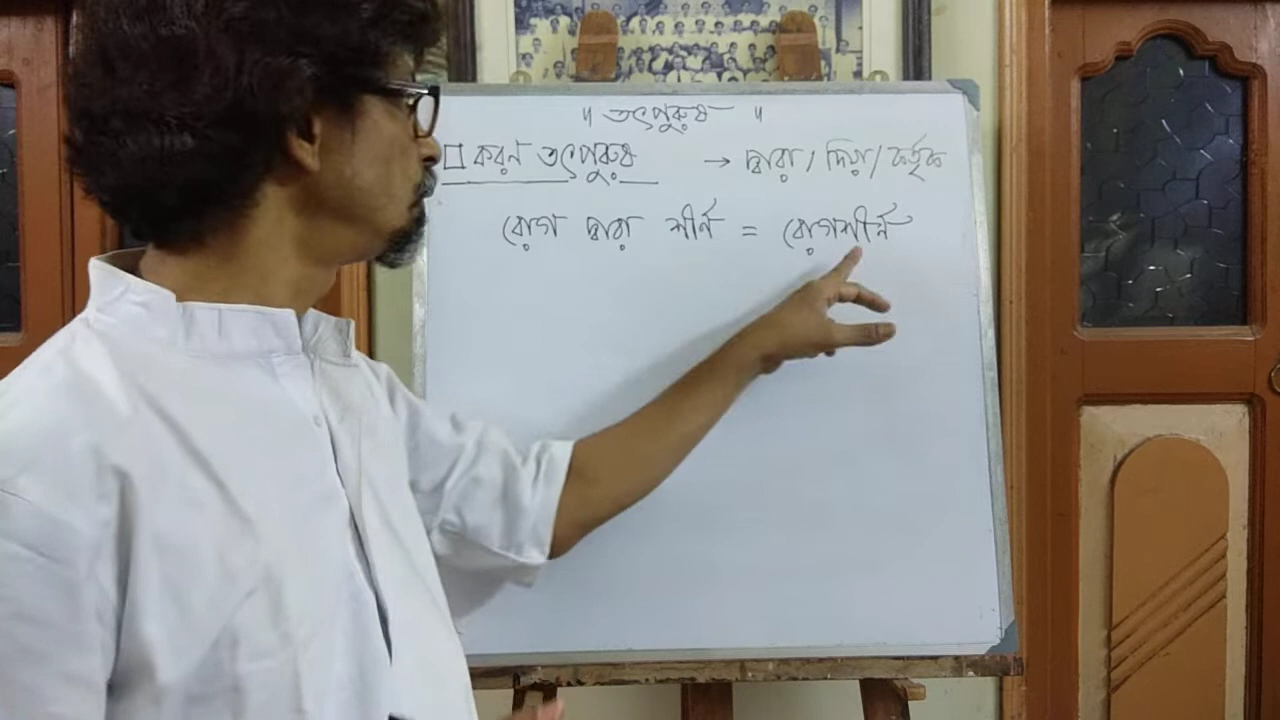 " তৎপুরুষ "
□ করণ তৎপুরুষ → দ্বারা / দিয়া / কর্তৃক
রোগ দ্বারা শীর্ন = রোগশীর্ন